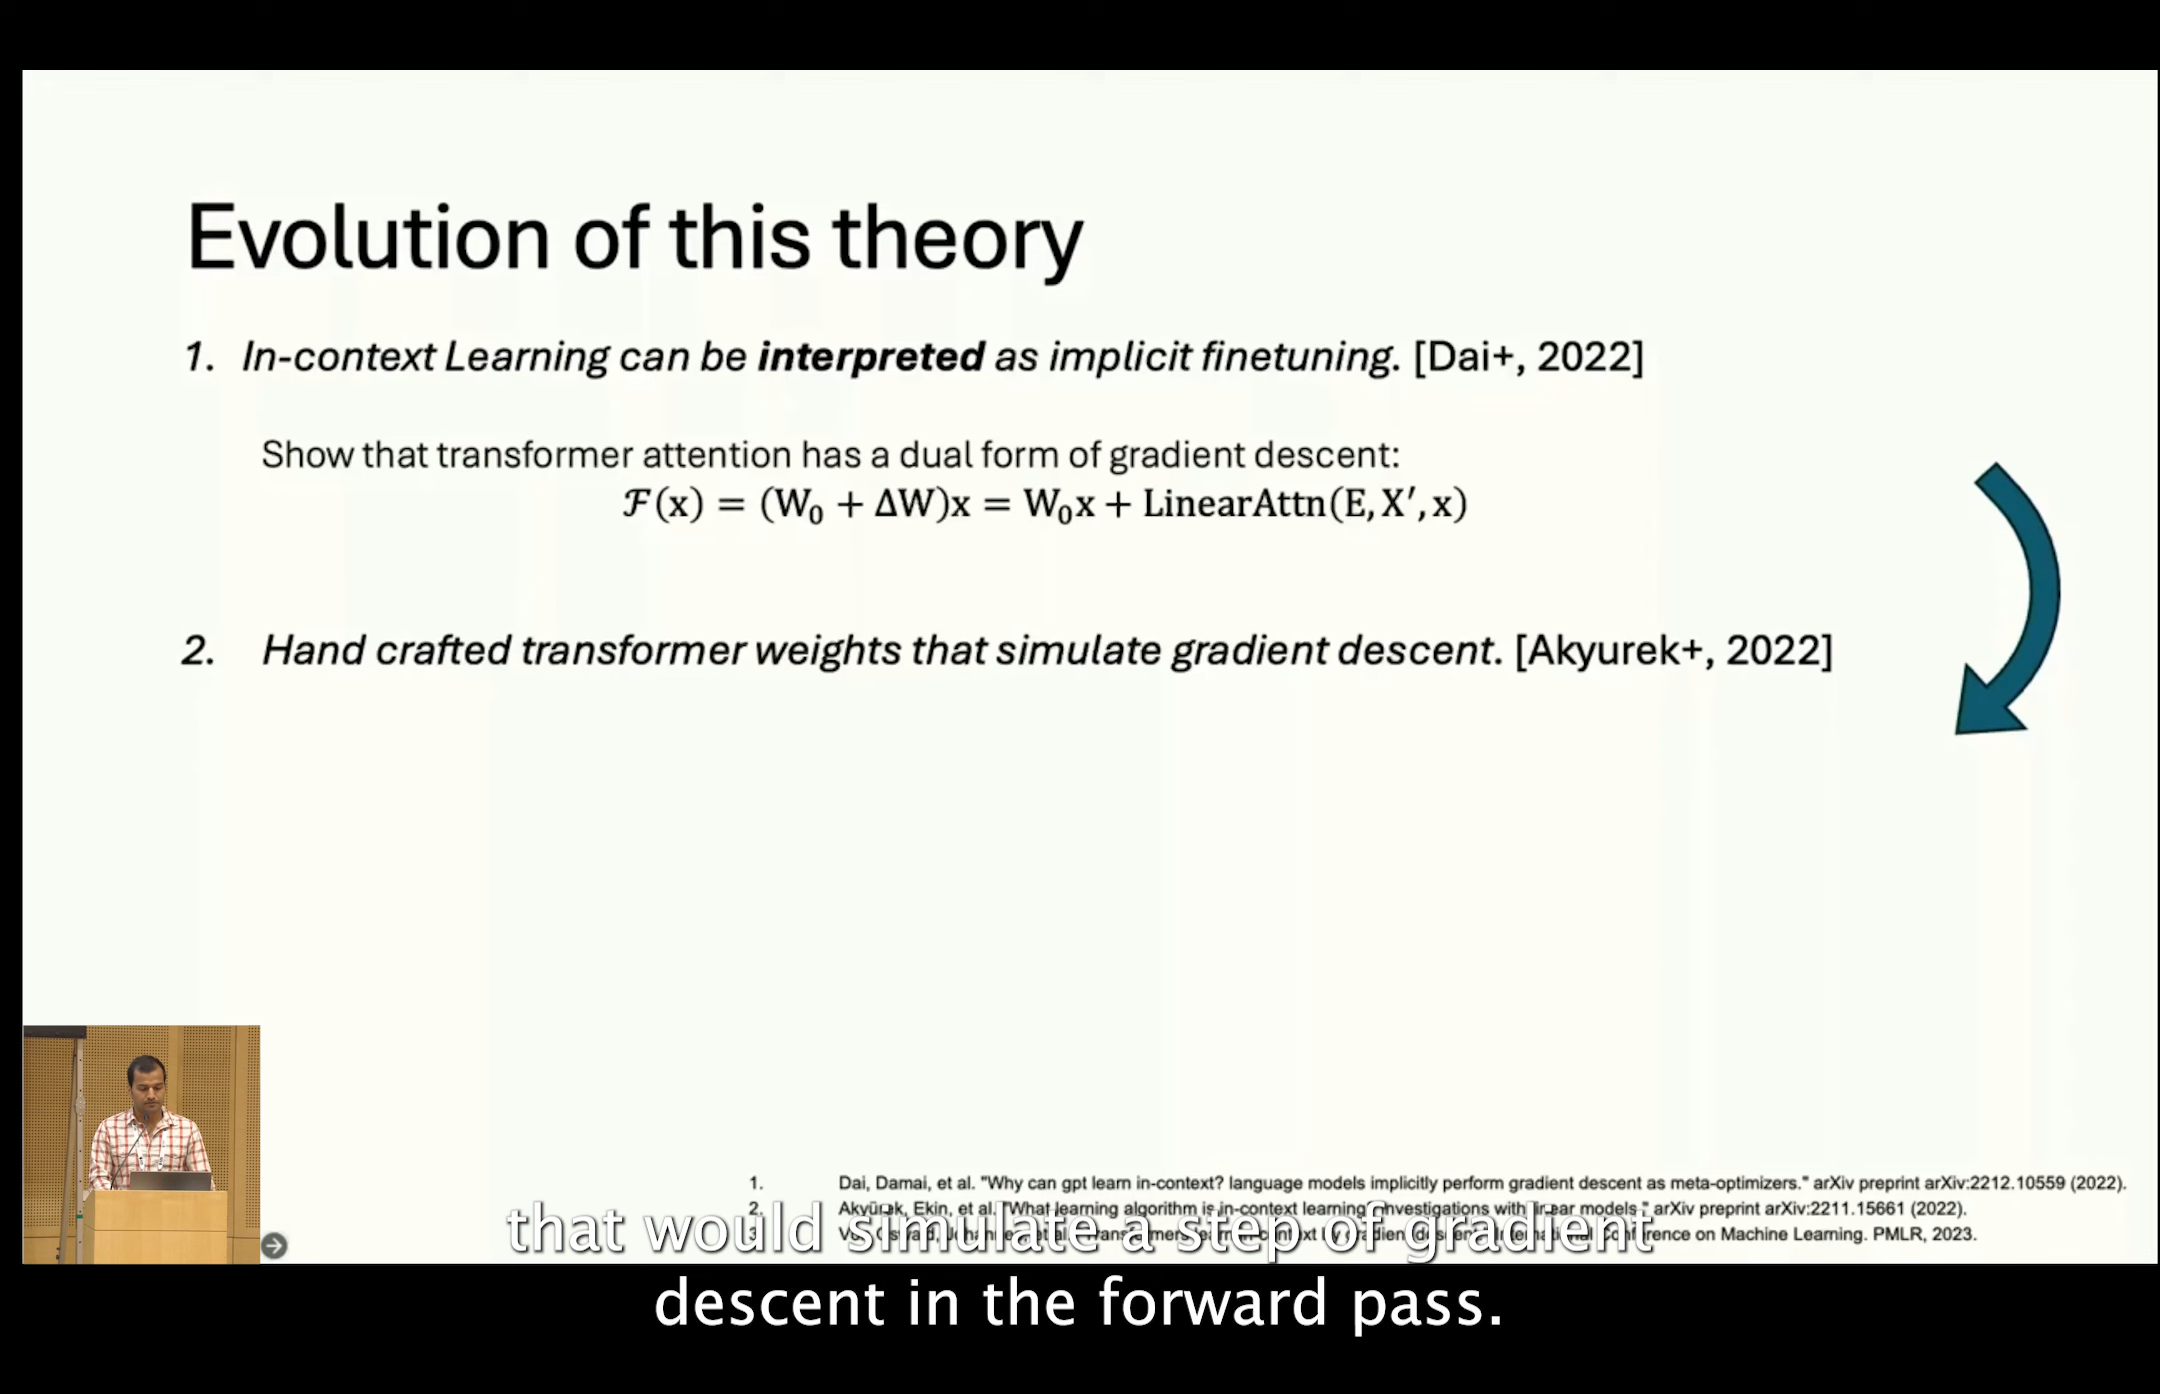 Evolution of this theory
1. In-context Learning can be interpreted as implicit finetuning. [Dai+, 2022]
Show that transformer attention has a dual form of gradient descent:
ℱ(x) = (W₀ + ΔW)x = W₀x + LinearAttn(E, X′, x)
2. Hand crafted transformer weights that simulate gradient descent. [Akyurek+, 2022]
1. Dai, Damai, et al. "Why can gpt learn in-context? language models implicitly perform gradient descent as meta-optimizers." arXiv preprint arXiv:2212.10559 (2022).
2. Akyürek, Ekin, et al. "What learning algorithm is in-context learning? investigations with linear models." arXiv preprint arXiv:2211.15661 (2022).
3. Conference on Machine Learning. PMLR, 2023.
that would simulate a step of gradient
descent in the forward pass.